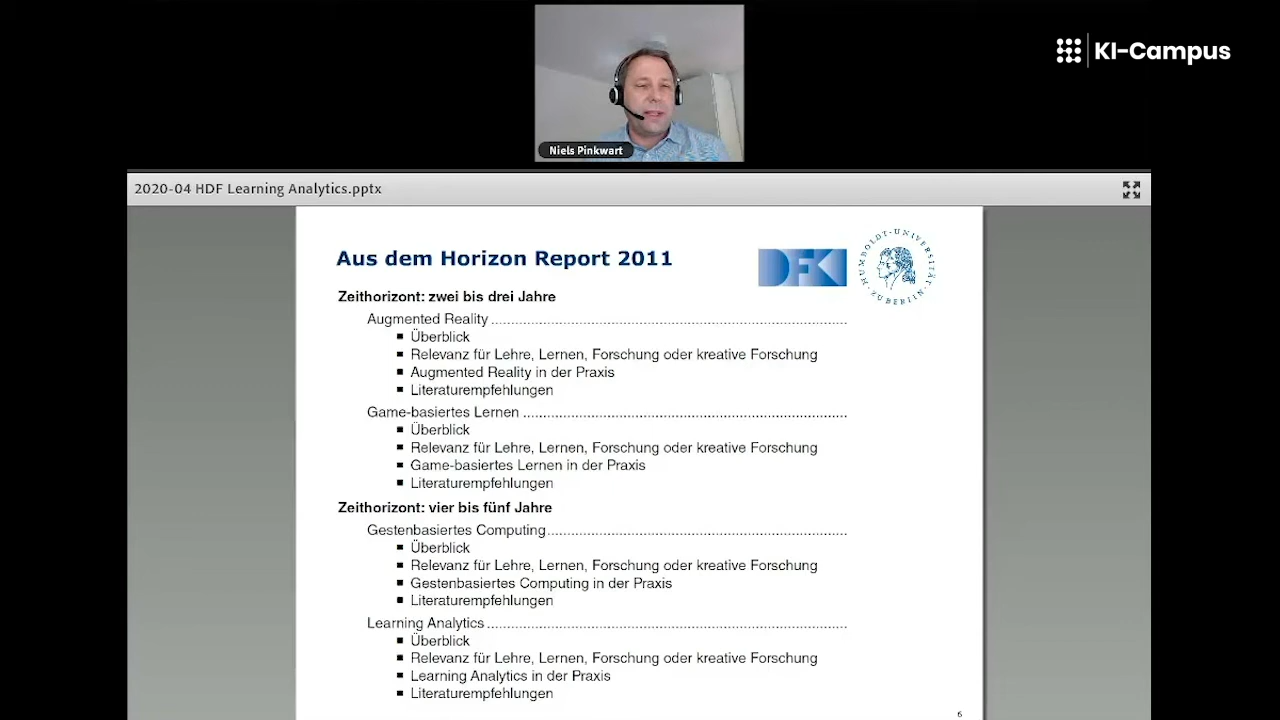 KI-Campus
Niels Pinkwart
2020-04 HDF Learning Analytics.pptx
Aus dem Horizon Report 2011
DFKI
HUMBOLDT-UNIVERSITÄT
ZU BERLIN
Zeithorizont: zwei bis drei Jahre
Augmented Reality
Überblick
Relevanz für Lehre, Lernen, Forschung oder kreative Forschung
Augmented Reality in der Praxis
Literaturempfehlungen
Game-basiertes Lernen
Überblick
Relevanz für Lehre, Lernen, Forschung oder kreative Forschung
Game-basiertes Lernen in der Praxis
Literaturempfehlungen
Zeithorizont: vier bis fünf Jahre
Gestenbasiertes Computing
Überblick
Relevanz für Lehre, Lernen, Forschung oder kreative Forschung
Gestenbasiertes Computing in der Praxis
Literaturempfehlungen
Learning Analytics
Überblick
Relevanz für Lehre, Lernen, Forschung oder kreative Forschung
Learning Analytics in der Praxis
Literaturempfehlungen
6